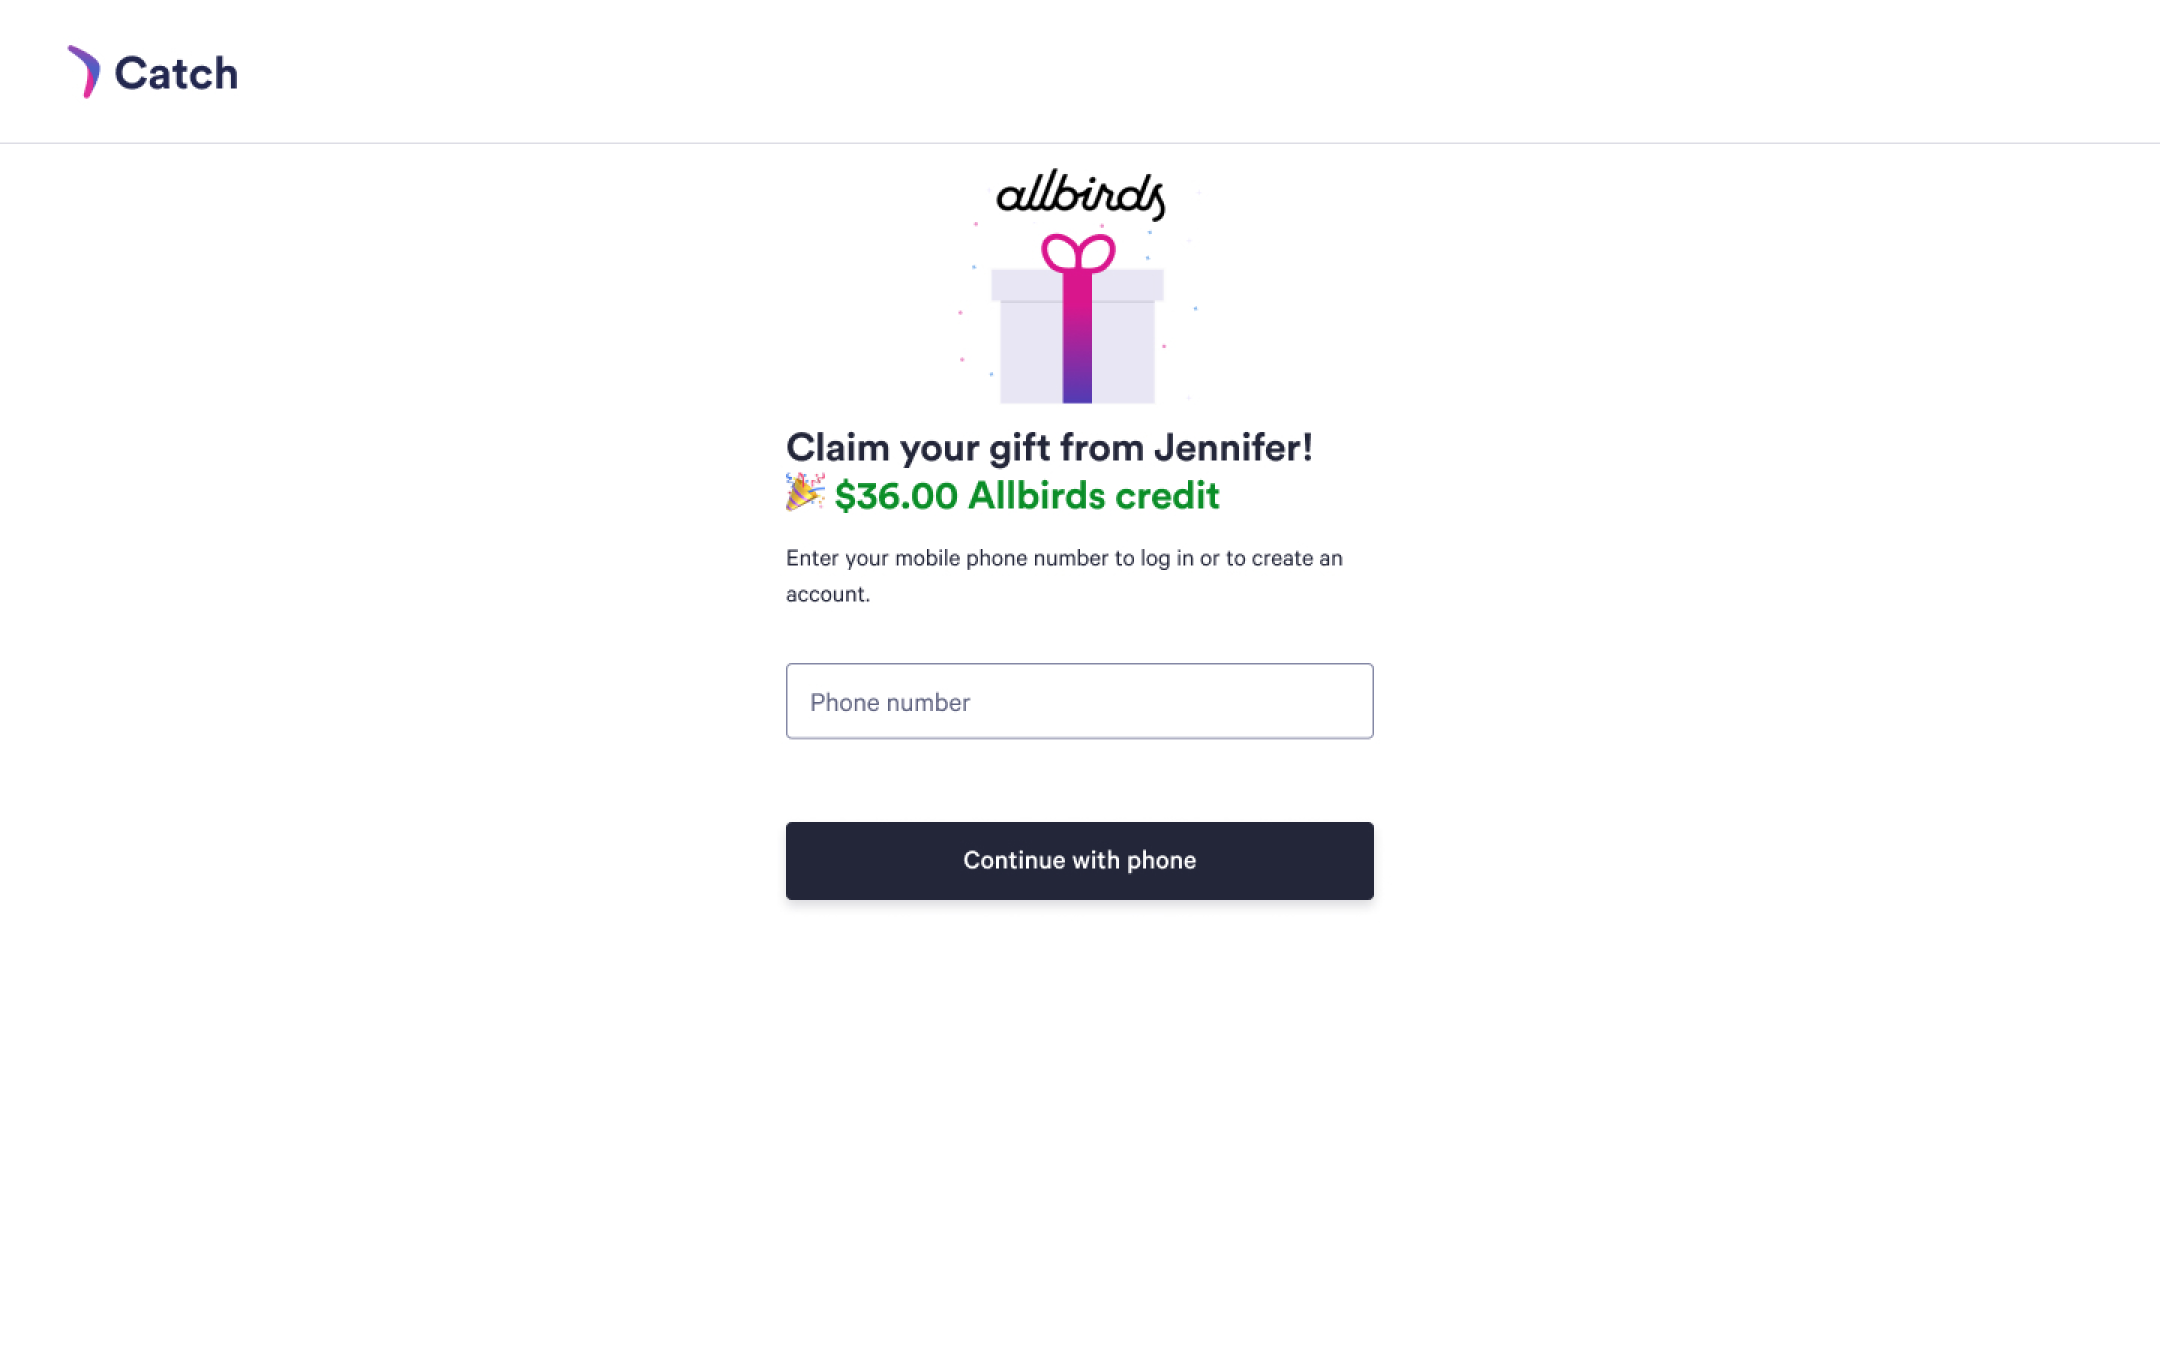 Catch
allbirds
Claim your gift from Jennifer!
🎉 $36.00 Allbirds credit
Enter your mobile phone number to log in or to create an
account.
Phone number
Continue with phone